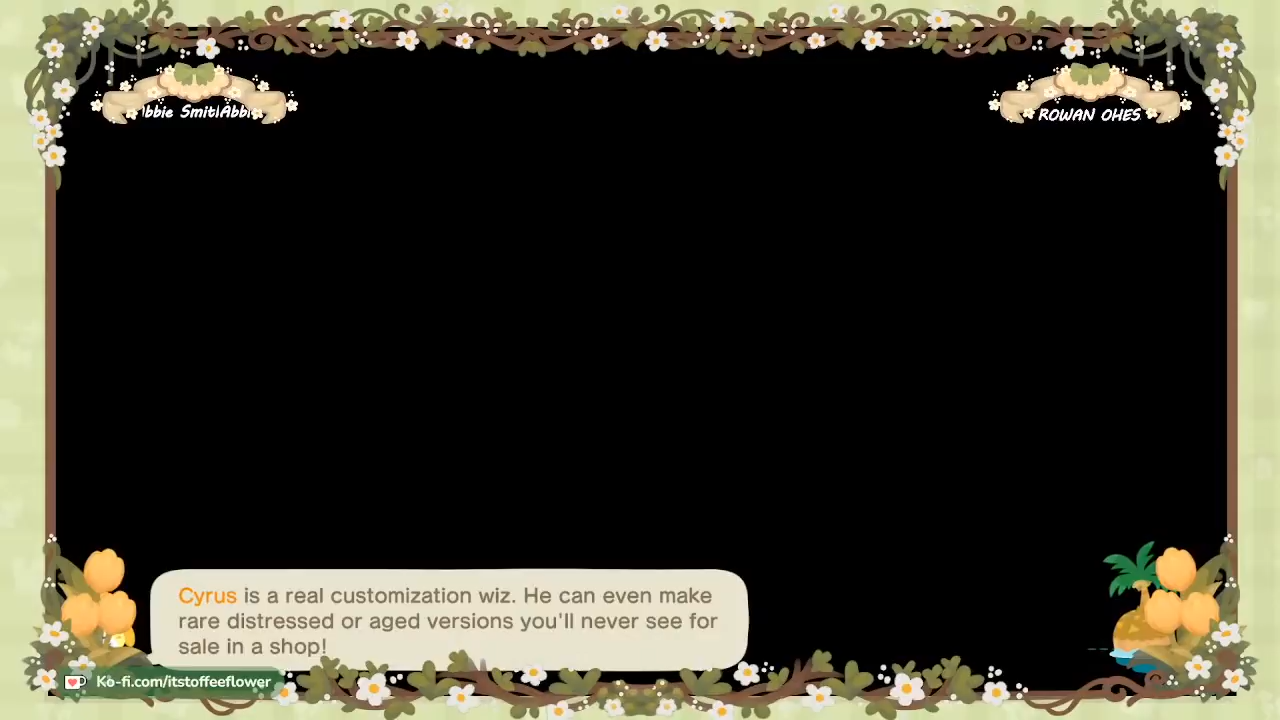 ROWAN OHES
Cyrus is a real customization wiz. He can even make
rare distressed or aged versions you'll never see for
sale in a shop!
Ko-fi.com/itstoffeeflower